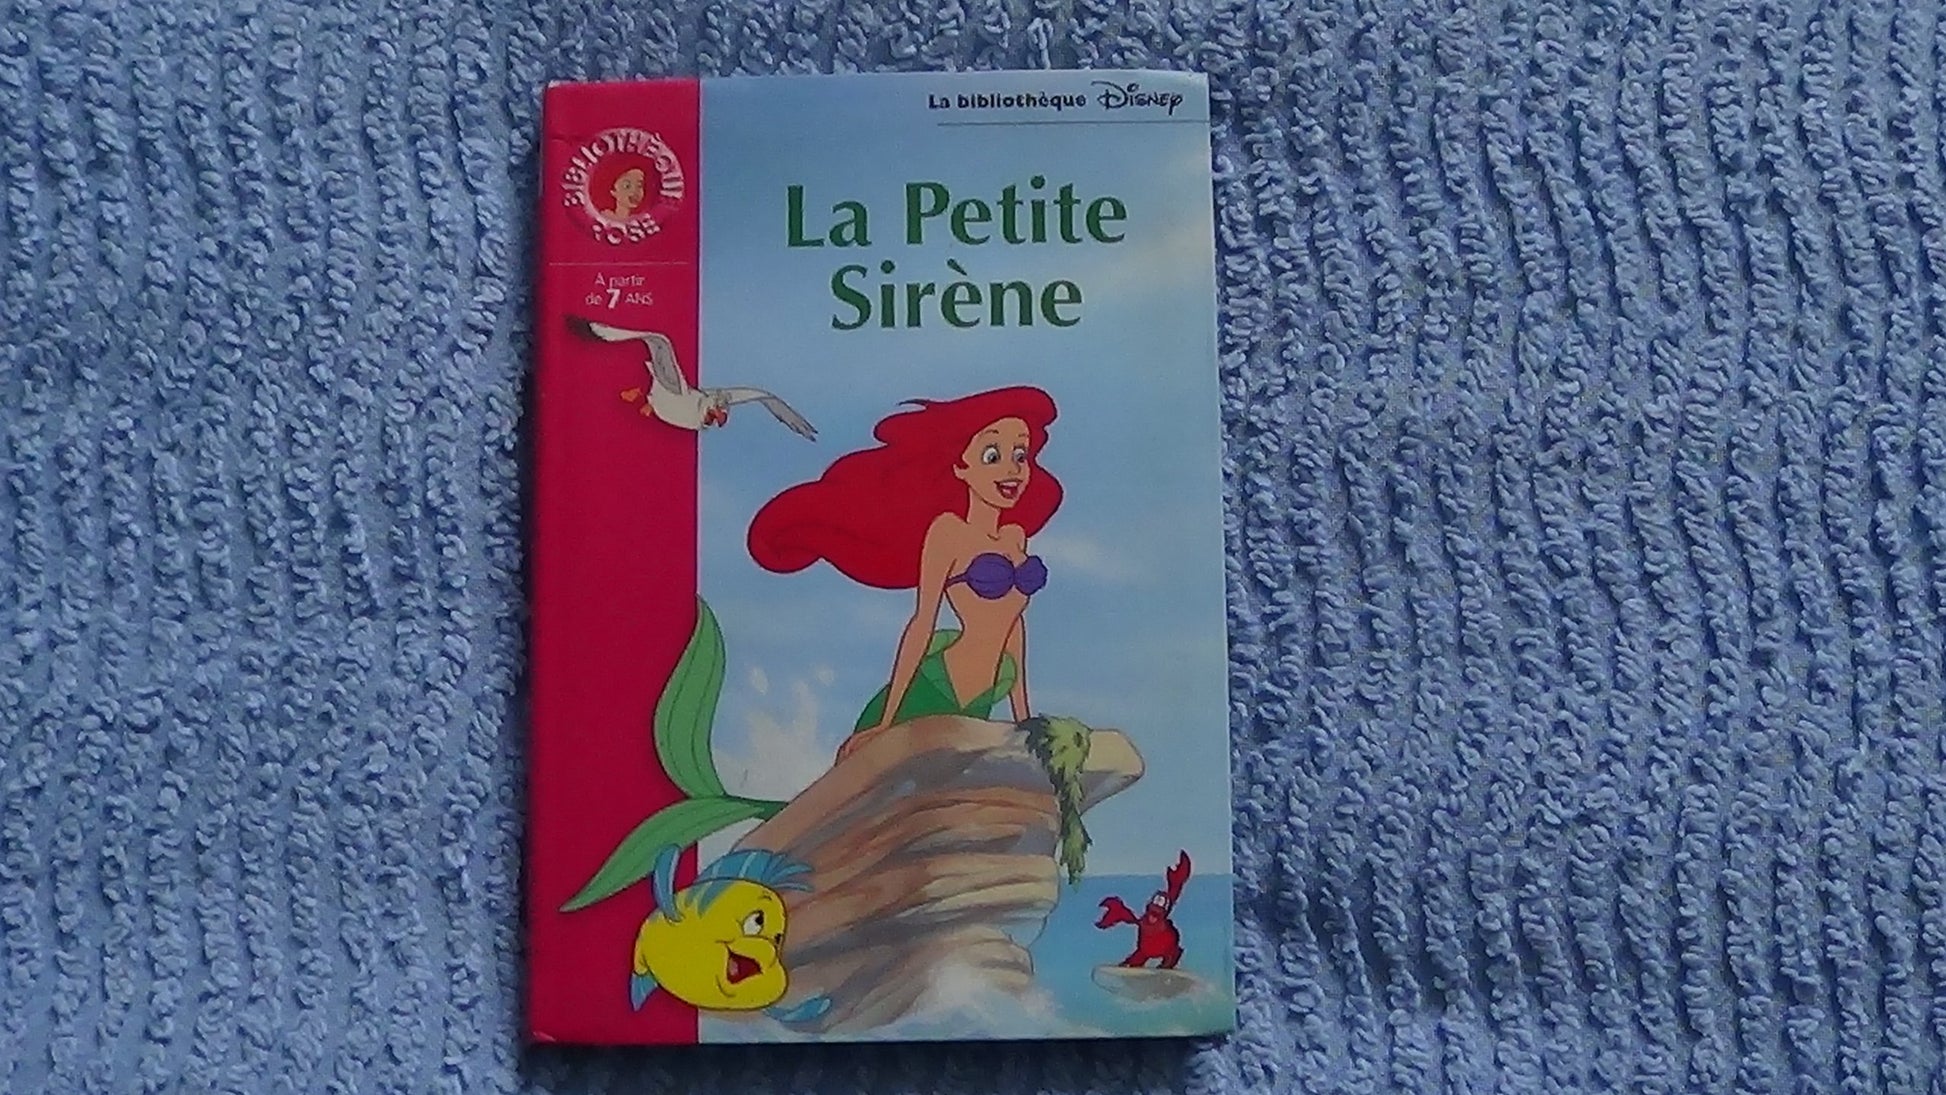 La bibliothèque Disney
BIBLIOTHÈQUE
ROSE
À partir
de 7 ANS
La Petite
Sirène